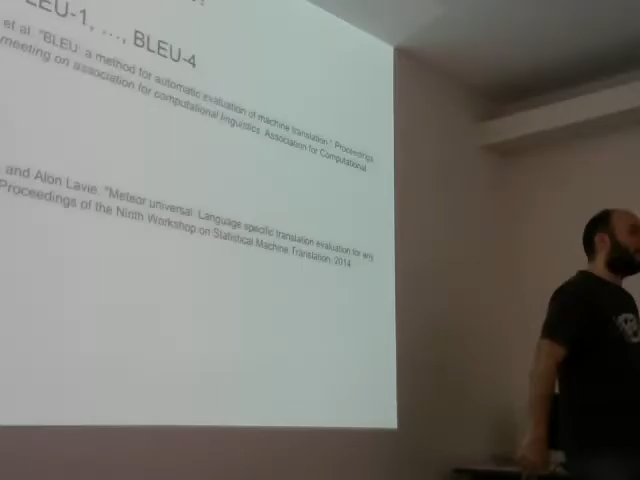 LEU-1, ..., BLEU-4
et al. "BLEU: a method for automatic evaluation of machine translation." Proceedings
meeting on association for computational linguistics. Association for Computational
and Alon Lavie. "Meteor universal: Language specific translation evaluation for any
Proceedings of the Ninth Workshop on Statistical Machine Translation. 2014.